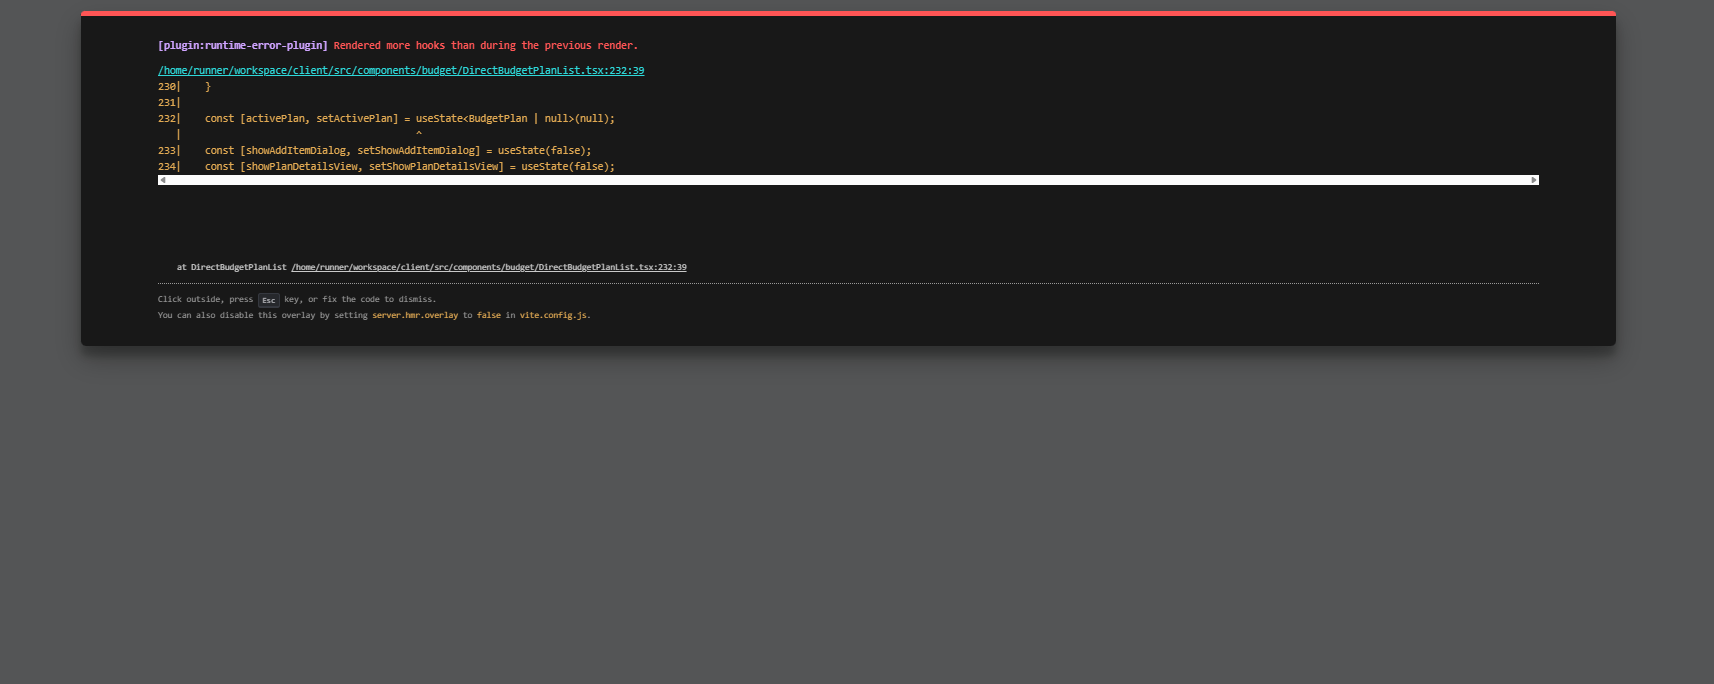 [plugin:runtime-error-plugin] Rendered more hooks than during the previous render.
/home/runner/workspace/client/src/components/budget/DirectBudgetPlanList.tsx:232:39
230|    }
231|
232|    const [activePlan, setActivePlan] = useState<BudgetPlan | null>(null);
   |                                        ^
233|    const [showAddItemDialog, setShowAddItemDialog] = useState(false);
234|    const [showPlanDetailsView, setShowPlanDetailsView] = useState(false);
at DirectBudgetPlanList /home/runner/workspace/client/src/components/budget/DirectBudgetPlanList.tsx:232:39
Click outside, press Esc key, or fix the code to dismiss.
You can also disable this overlay by setting server.hmr.overlay to false in vite.config.js.